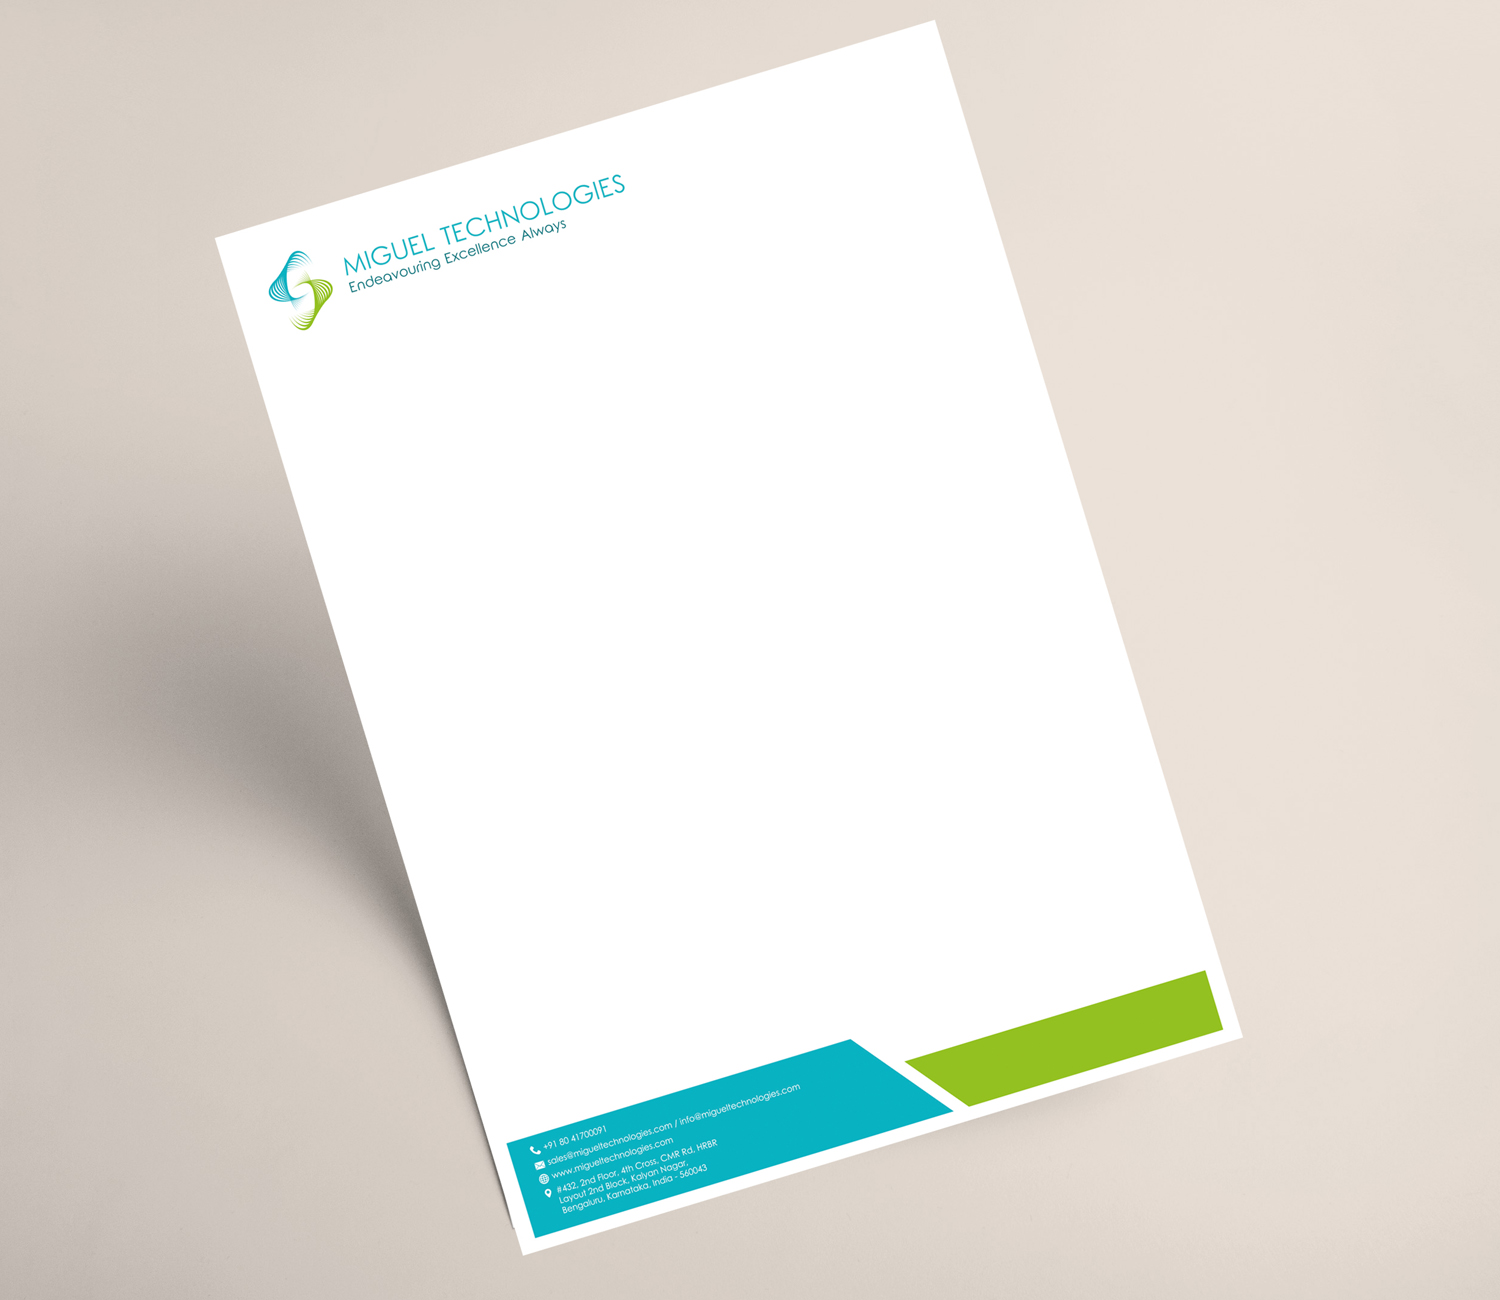 MIGUEL TECHNOLOGIES
Endeavouring Excellence Always
+91 80 41700091
sales@migueltechnologies.com / info@migueltechnologies.com
www.migueltechnologies.com
#432, 2nd Floor, 4th Cross, CMR Rd, HRBR
Layout 2nd Block, Kalyan Nagar,
Bengaluru, Karnataka, India - 560043